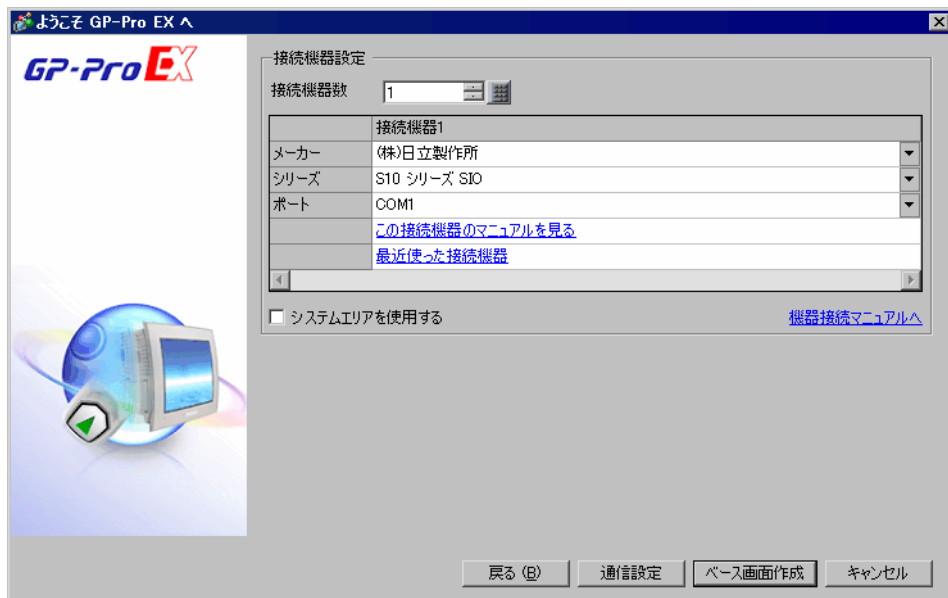 ようこそ GP-Pro EX へ
GP-Pro EX
接続機器設定
接続機器数 1
接続機器1
メーカー (株)日立製作所
シリーズ S10 シリーズ SIO
ポート COM1
この接続機器のマニュアルを見る
最近使った接続機器
システムエリアを使用する 機器接続マニュアルへ
戻る (B) 通信設定 ベース画面作成 キャンセル